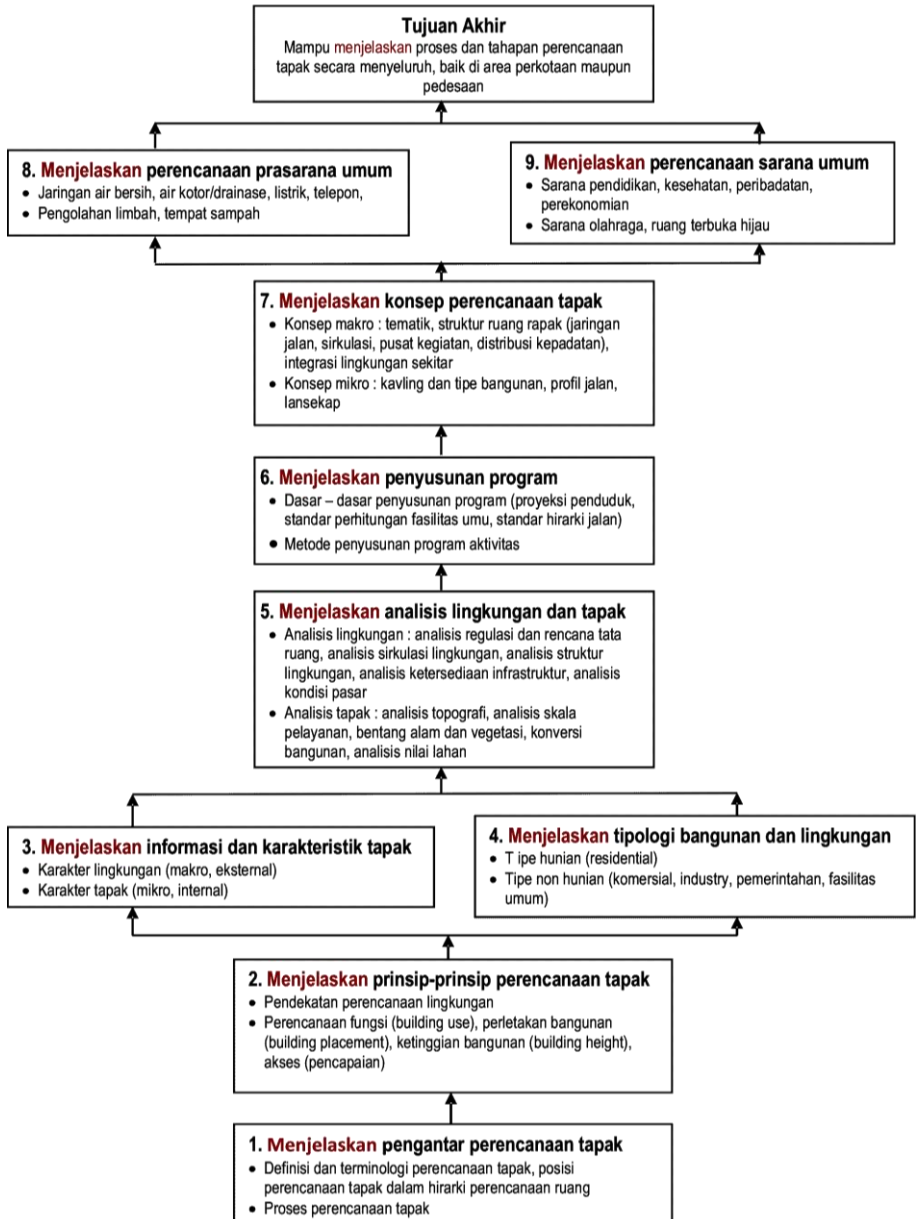 Tujuan Akhir
Mampu menjelaskan proses dan tahapan perencanaan
tapak secara menyeluruh, baik di area perkotaan maupun
pedesaan
8. Menjelaskan perencanaan prasarana umum
• Jaringan air bersih, air kotor/drainase, listrik, telepon,
• Pengolahan limbah, tempat sampah
9. Menjelaskan perencanaan sarana umum
• Sarana pendidikan, kesehatan, peribadatan,
perekonomian
• Sarana olahraga, ruang terbuka hijau
7. Menjelaskan konsep perencanaan tapak
• Konsep makro : tematik, struktur ruang rapak (jaringan
jalan, sirkulasi, pusat kegiatan, distribusi kepadatan),
integrasi lingkungan sekitar
• Konsep mikro : kavling dan tipe bangunan, profil jalan,
lansekap
6. Menjelaskan penyusunan program
• Dasar – dasar penyusunan program (proyeksi penduduk,
standar perhitungan fasilitas umu, standar hirarki jalan)
• Metode penyusunan program aktivitas
5. Menjelaskan analisis lingkungan dan tapak
• Analisis lingkungan : analisis regulasi dan rencana tata
ruang, analisis sirkulasi lingkungan, analisis struktur
lingkungan, analisis ketersediaan infrastruktur, analisis
kondisi pasar
• Analisis tapak : analisis topografi, analisis skala
pelayanan, bentang alam dan vegetasi, konversi
bangunan, analisis nilai lahan
3. Menjelaskan informasi dan karakteristik tapak
• Karakter lingkungan (makro, eksternal)
• Karakter tapak (mikro, internal)
4. Menjelaskan tipologi bangunan dan lingkungan
• T ipe hunian (residential)
• Tipe non hunian (komersial, industry, pemerintahan, fasilitas
umum)
2. Menjelaskan prinsip-prinsip perencanaan tapak
• Pendekatan perencanaan lingkungan
• Perencanaan fungsi (building use), perletakan bangunan
(building placement), ketinggian bangunan (building height),
akses (pencapaian)
1. Menjelaskan pengantar perencanaan tapak
• Definisi dan terminologi perencanaan tapak, posisi
perencanaan tapak dalam hirarki perencanaan ruang
• Proses perencanaan tapak